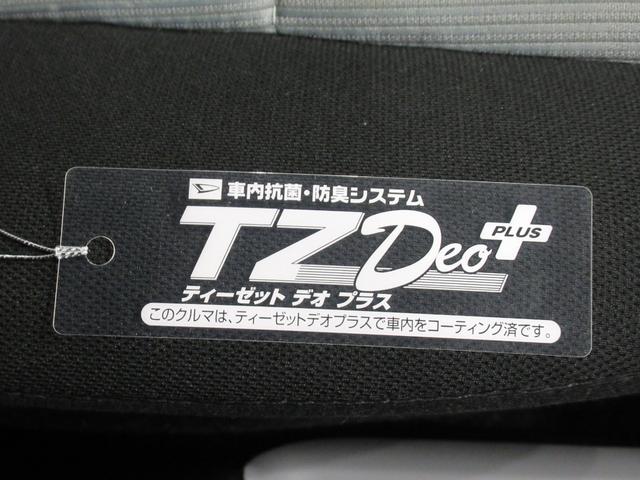 車内抗菌・防臭システム
TZ Deo PLUS
ティーゼット デオ プラス
このクルマは、ティーゼットデオプラスで車内をコーティング済です。